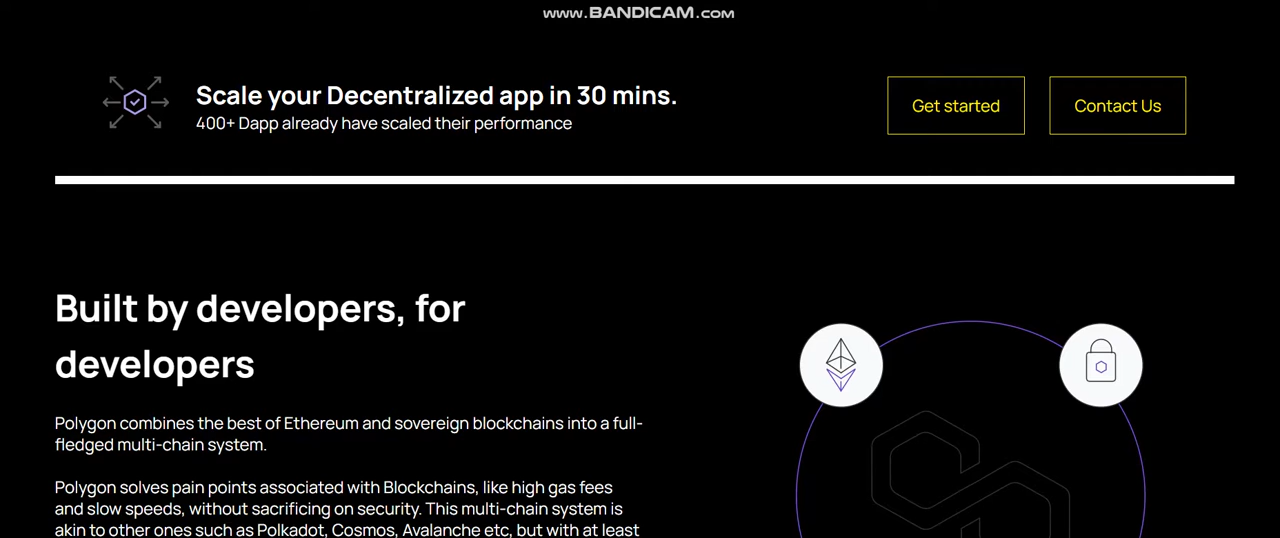 www.BANDICAM.com
Scale your Decentralized app in 30 mins.
400+ Dapp already have scaled their performance
Get started
Contact Us
Built by developers, for
developers
Polygon combines the best of Ethereum and sovereign blockchains into a full-
fledged multi-chain system.
Polygon solves pain points associated with Blockchains, like high gas fees
and slow speeds, without sacrificing on security. This multi-chain system is
akin to other ones such as Polkadot, Cosmos, Avalanche etc, but with at least